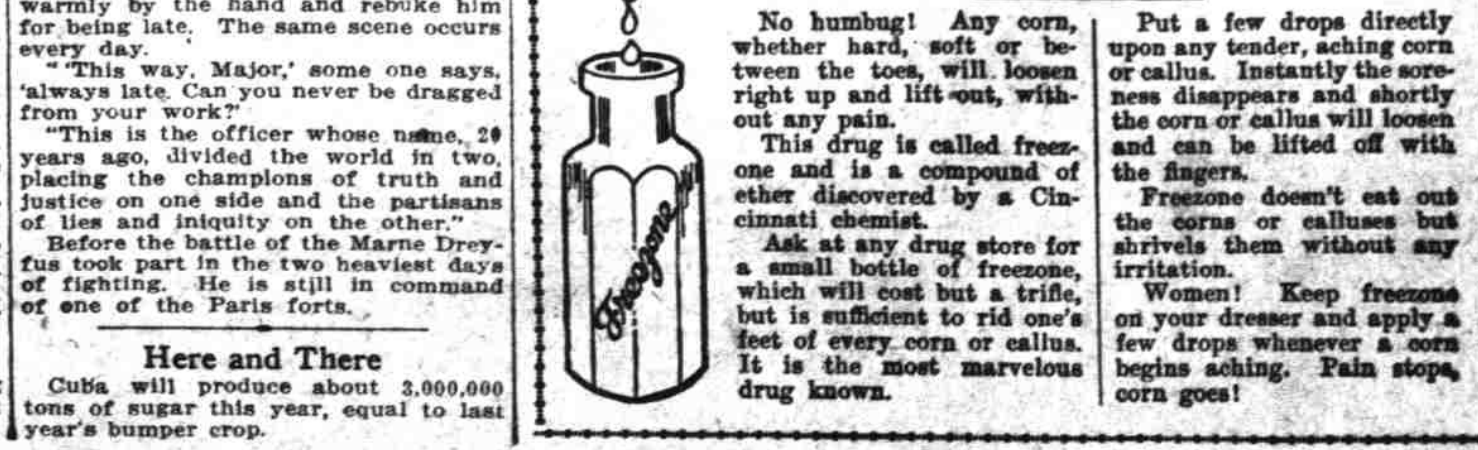 warmly by the hand and rebuke him
for being late. The same scene occurs
every day.
"'This way, Major,' some one says,
'always late. Can you never be dragged
from your work?'
"This is the officer whose name, 20
years ago, divided the world in two,
placing the champions of truth and
justice on one side and the partisans
of lies and iniquity on the other."
Before the battle of the Marne Drey-
fus took part in the two heaviest days
of fighting. He is still in command
of one of the Paris forts.
Here and There
Cuba will produce about 3,000,000
tons of sugar this year, equal to last
year's bumper crop.
Freezone
No humbug! Any corn,
whether hard, soft or be-
tween the toes, will loosen
right up and lift out, with-
out any pain.
This drug is called freez-
one and is a compound of
ether discovered by a Cin-
cinnati chemist.
Ask at any drug store for
a small bottle of freezone,
which will cost but a trifle,
but is sufficient to rid one's
feet of every corn or callus.
It is the most marvelous
drug known.
Put a few drops directly
upon any tender, aching corn
or callus. Instantly the sore-
ness disappears and shortly
the corn or callus will loosen
and can be lifted off with
the fingers.
Freezone doesn't eat out
the corns or calluses but
shrivels them without any
irritation.
Women! Keep freezone
on your dresser and apply a
few drops whenever a corn
begins aching. Pain stops,
corn goes!